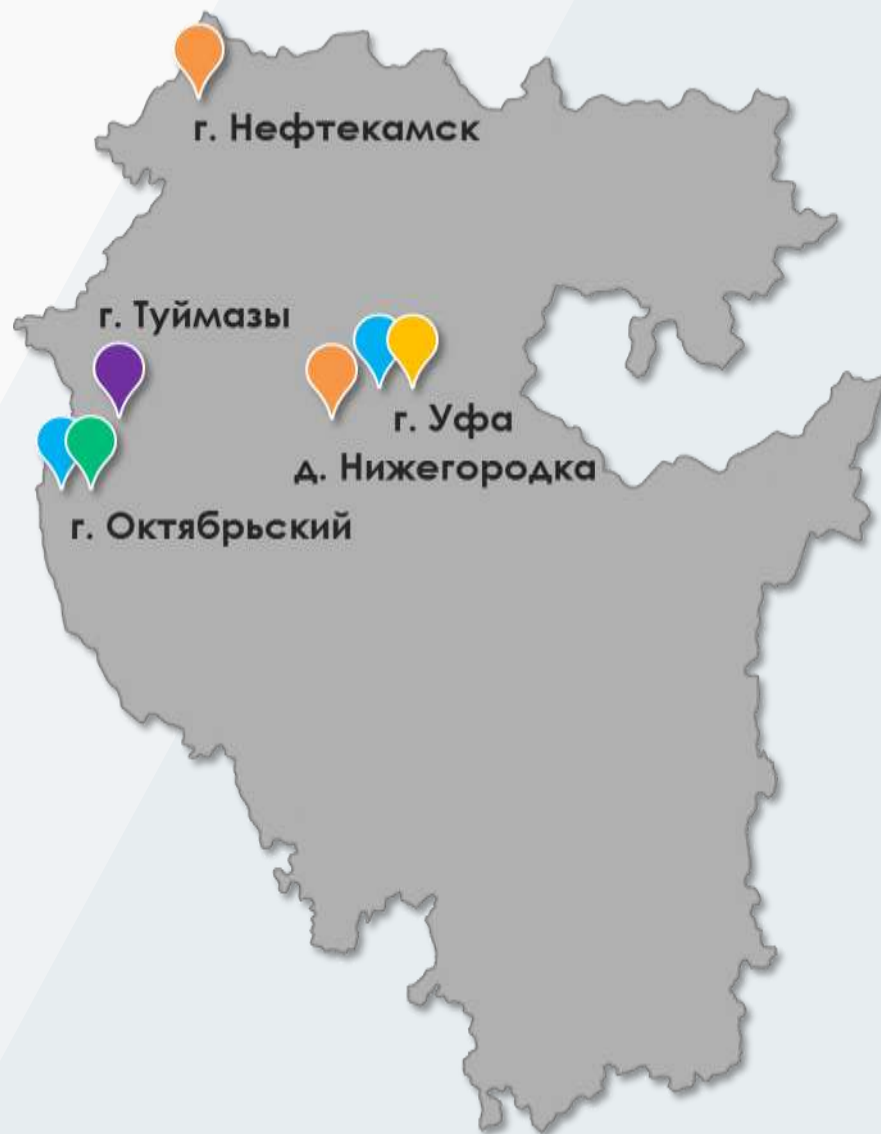 г. Нефтекамск
г. Туймазы
г. Уфа
д. Нижегородка
г. Октябрьский